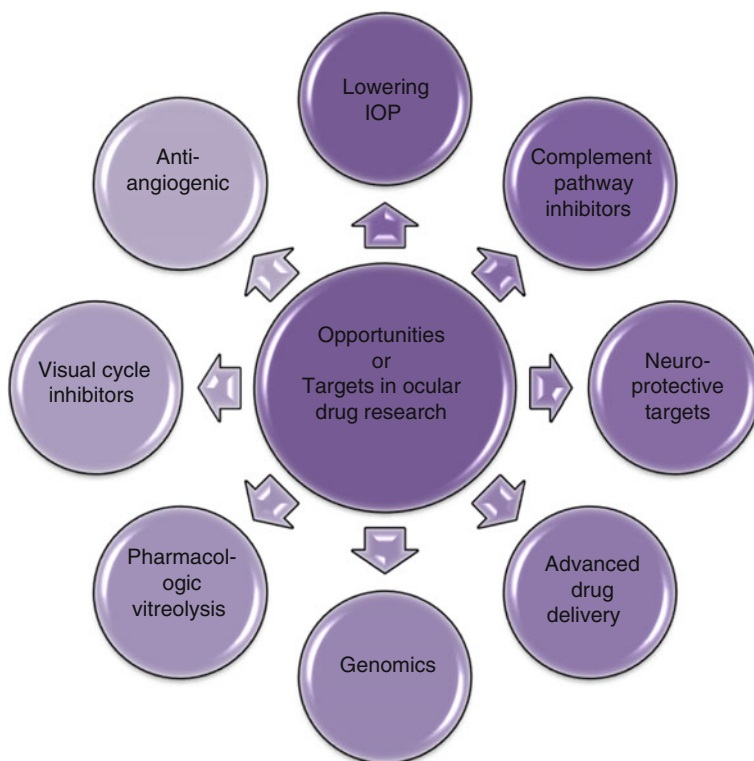 Lowering
IOP
Complement
pathway
inhibitors
Neuro-
protective
targets
Advanced
drug
delivery
Genomics
Pharmacol-
ogic
vitreolysis
Visual cycle
inhibitors
Anti-
angiogenic
Opportunities
or
Targets in ocular
drug research